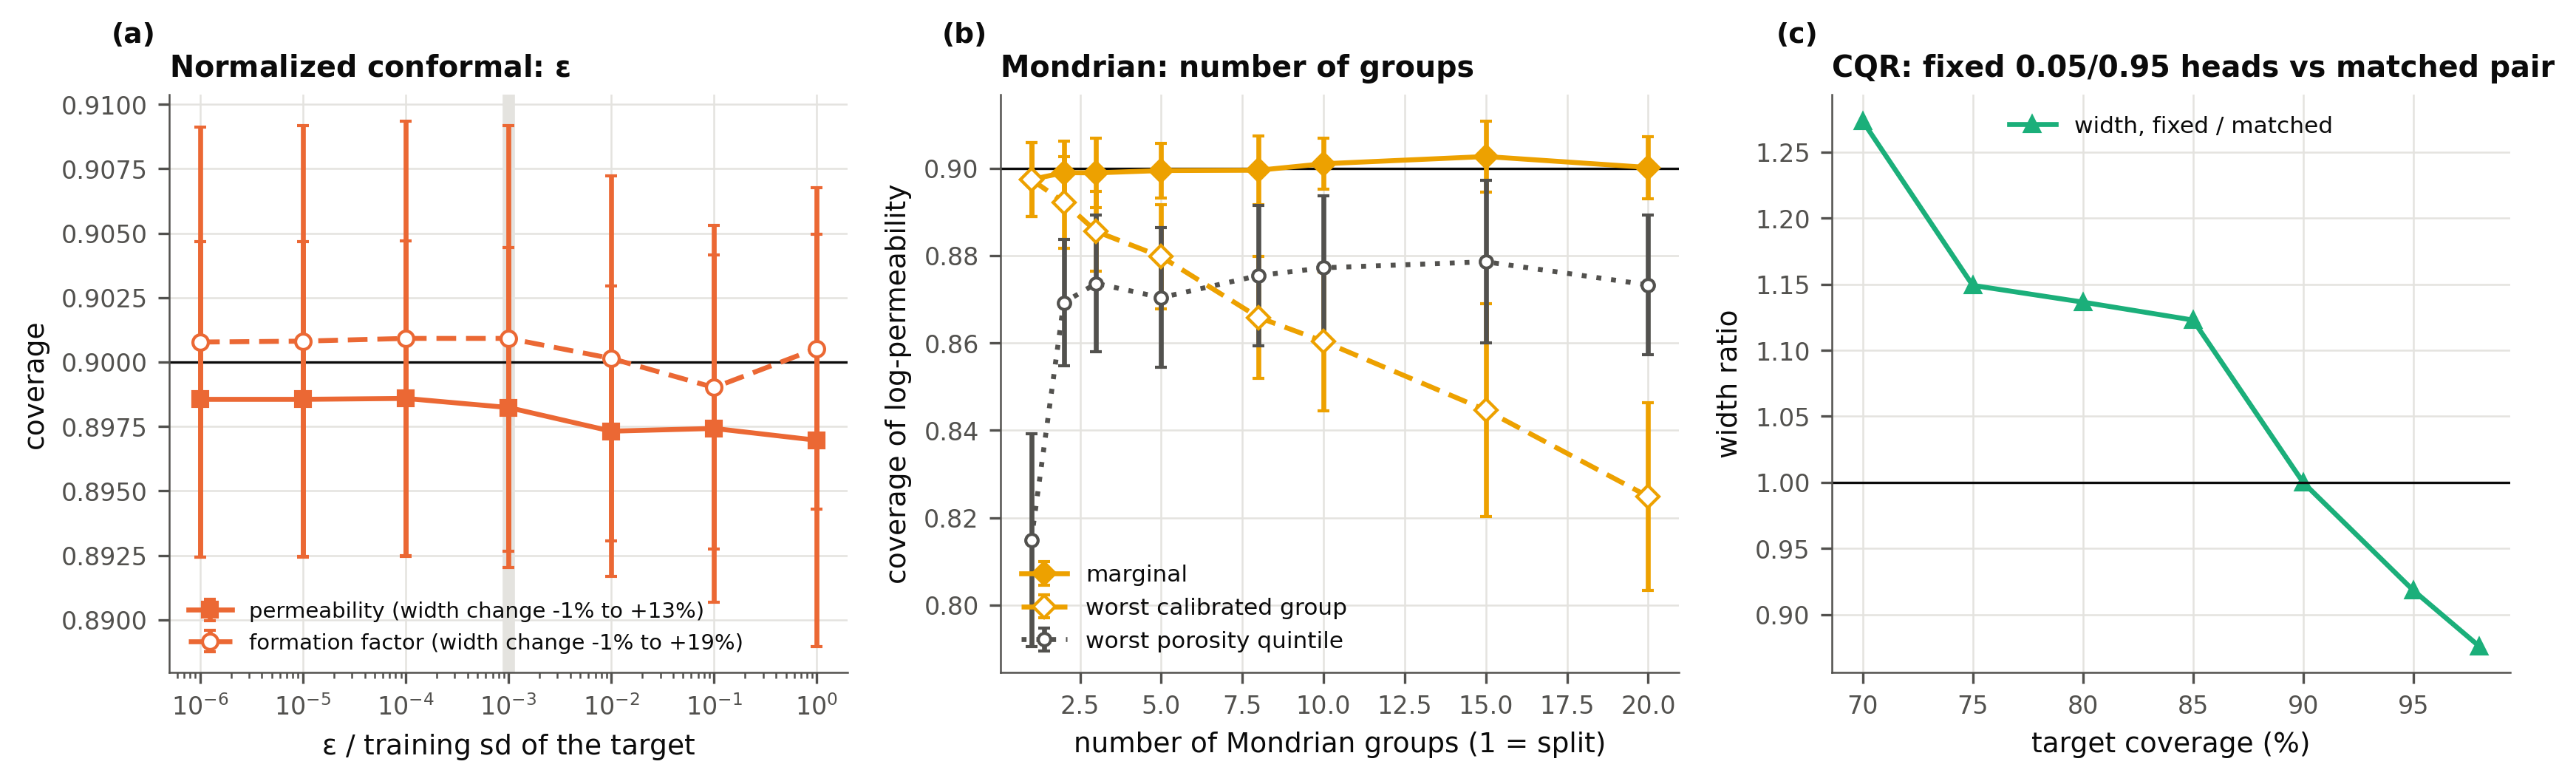 (a)
Normalized conformal: ε
0.9100
0.9075
0.9050
0.9025
0.9000
0.8975
0.8950
0.8925
0.8900
coverage
permeability (width change -1% to +13%)
formation factor (width change -1% to +19%)
10⁻⁶ 10⁻⁵ 10⁻⁴ 10⁻³ 10⁻² 10⁻¹ 10⁰
ε / training sd of the target
(b)
Mondrian: number of groups
0.90
0.88
0.86
0.84
0.82
0.80
coverage of log-permeability
marginal
worst calibrated group
worst porosity quintile
2.5 5.0 7.5 10.0 12.5 15.0 17.5 20.0
number of Mondrian groups (1 = split)
(c)
CQR: fixed 0.05/0.95 heads vs matched pair
width, fixed / matched
1.25
1.20
1.15
1.10
1.05
1.00
0.95
0.90
width ratio
70 75 80 85 90 95
target coverage (%)